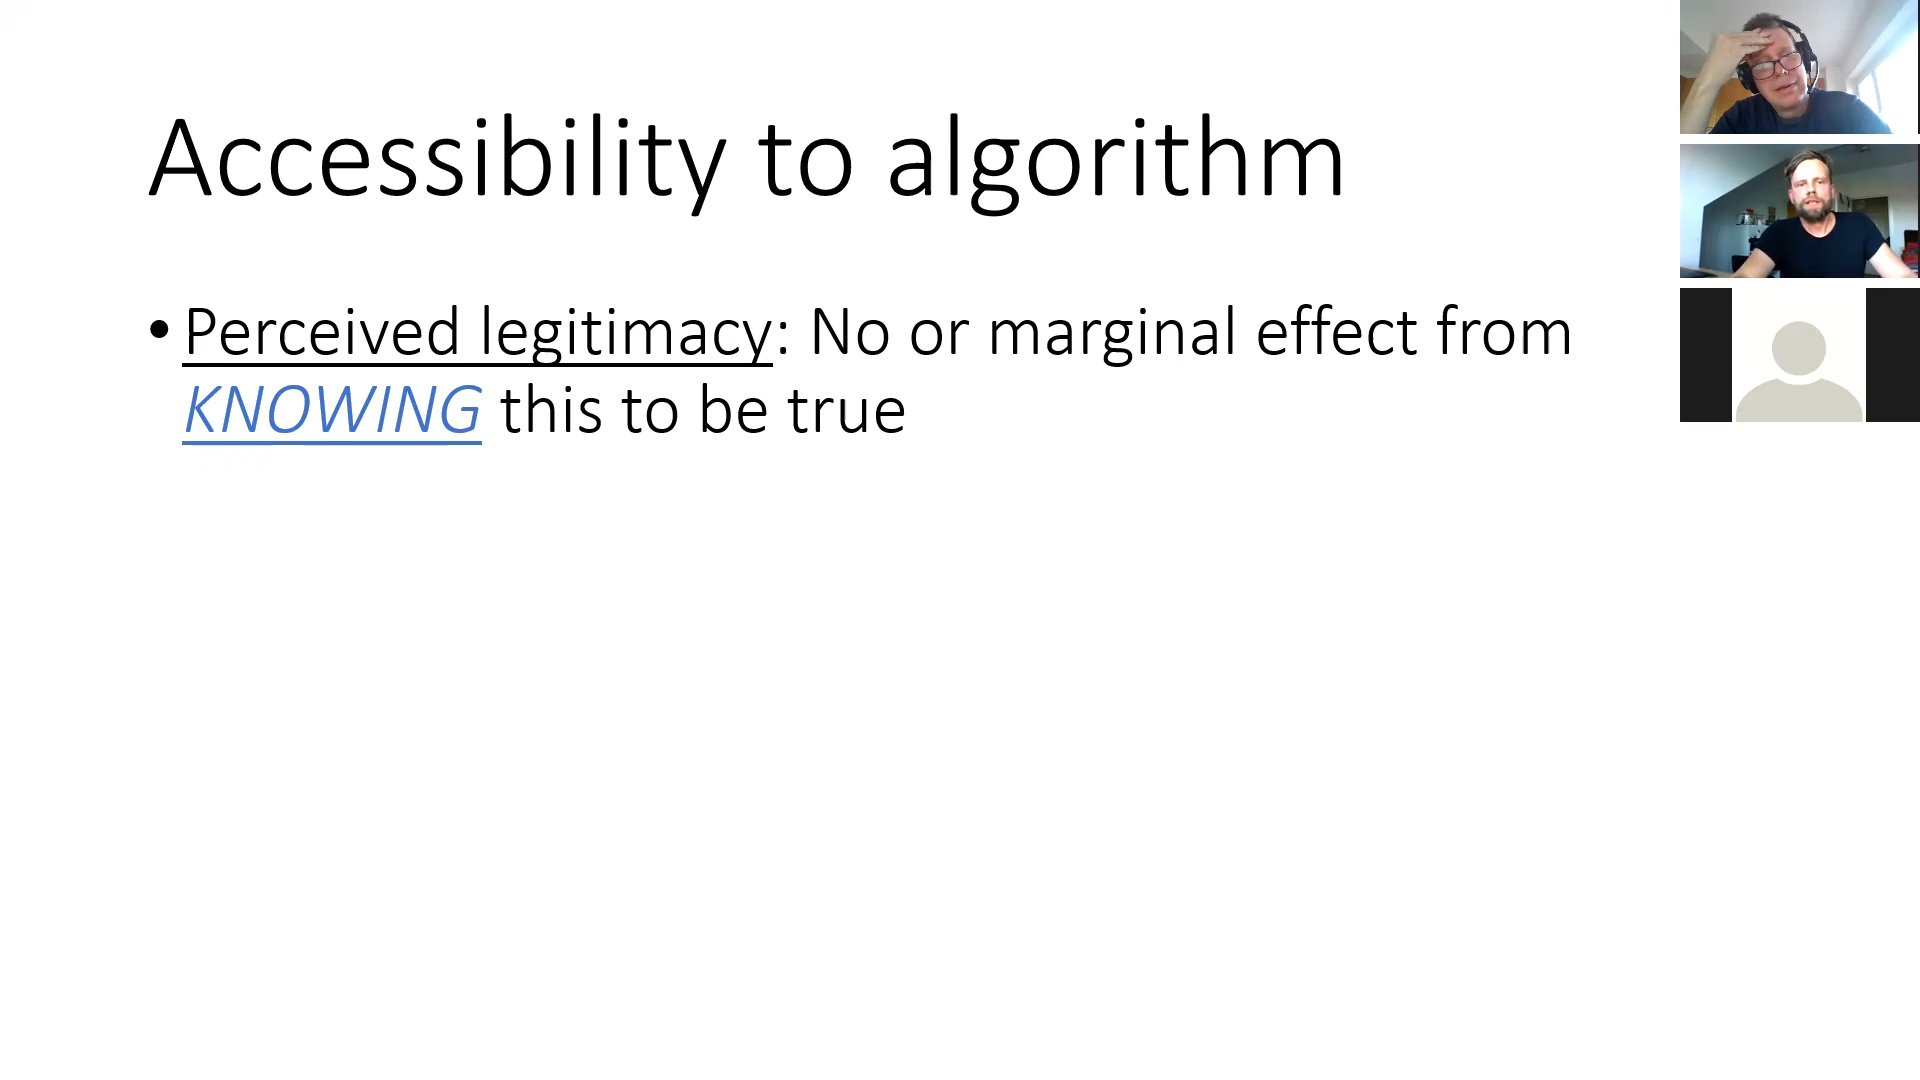 Accessibility to algorithm
• Perceived legitimacy: No or marginal effect from
KNOWING this to be true